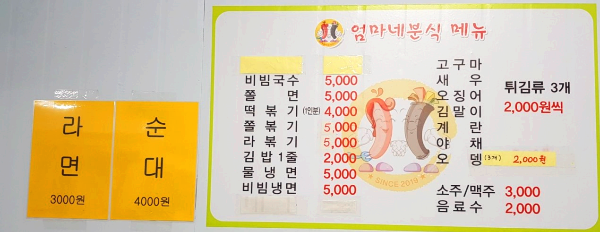 라면
3000원
순대
4000원
엄마네분식 메뉴
비빔국수 5,000
쫄면 5,000
떡볶기 (1인분) 4,000
쫄볶기 5,000
라볶기 5,000
김밥1줄 2,000
물냉면 5,000
비빔냉면 5,000
고구마
새우
오징어
김말이
계란
야채
튀김류 3개
2,000원씩
오뎅 (3개) 2,000원
소주/맥주 3,000
음료수 2,000
SINCE 2019